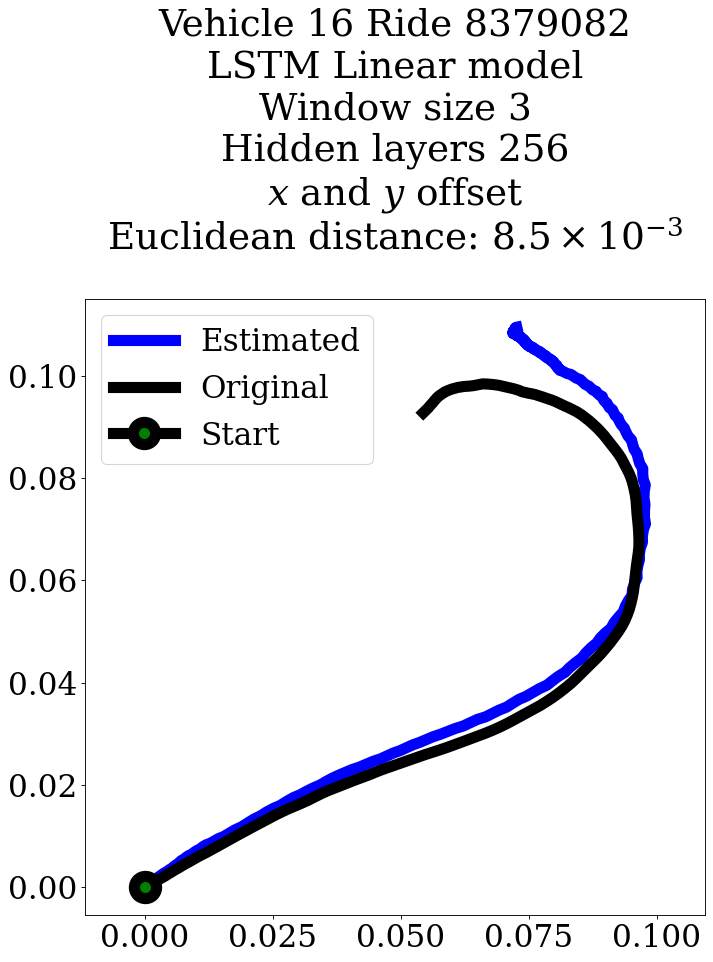 Vehicle 16 Ride 8379082
LSTM Linear model
Window size 3
Hidden layers 256
x and y offset
Euclidean distance: 8.5 × 10⁻³
Estimated
Original
Start
0.10
0.08
0.06
0.04
0.02
0.00
0.000 0.025 0.050 0.075 0.100